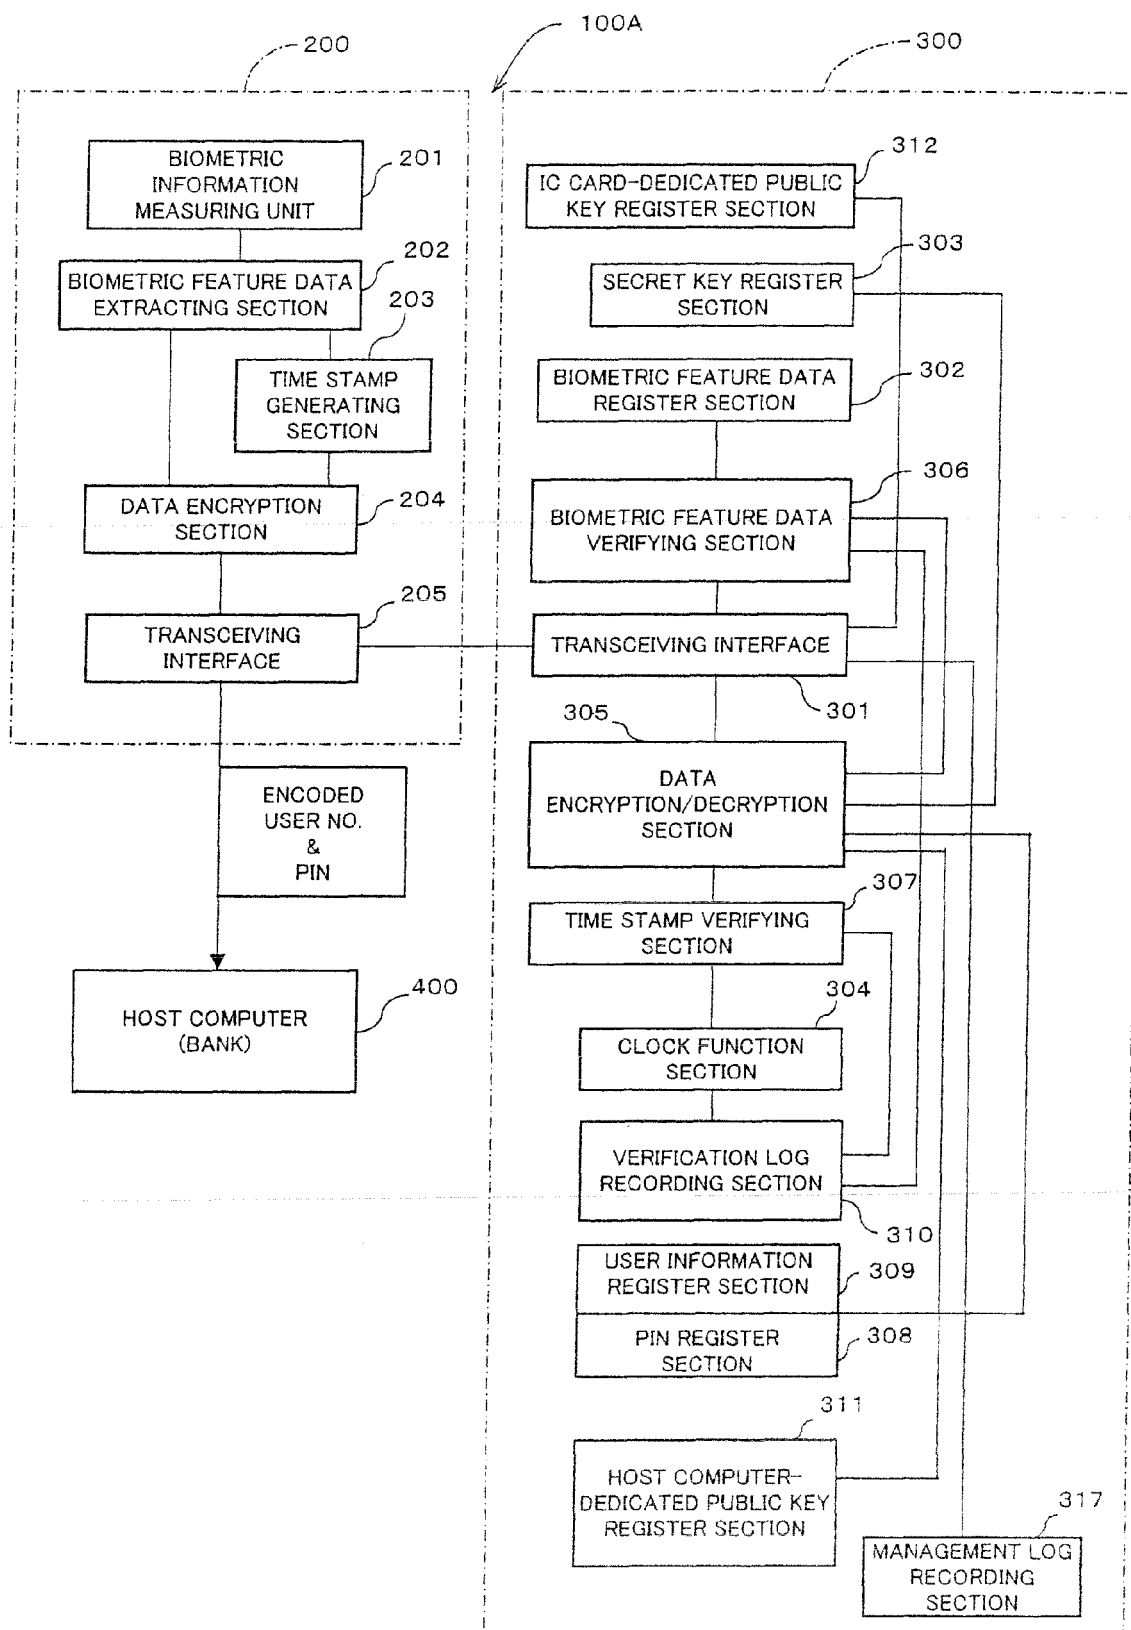 100A
200
300
BIOMETRIC
INFORMATION
MEASURING UNIT
201
BIOMETRIC FEATURE DATA
EXTRACTING SECTION
202
203
TIME STAMP
GENERATING
SECTION
DATA ENCRYPTION
SECTION
204
TRANSCEIVING
INTERFACE
205
ENCODED
USER NO.
&
PIN
HOST COMPUTER
(BANK)
400
312
IC CARD-DEDICATED PUBLIC
KEY REGISTER SECTION
303
SECRET KEY REGISTER
SECTION
BIOMETRIC FEATURE DATA
REGISTER SECTION
302
306
BIOMETRIC FEATURE DATA
VERIFYING SECTION
TRANSCEIVING INTERFACE
301
305
DATA
ENCRYPTION/DECRYPTION
SECTION
307
TIME STAMP VERIFYING
SECTION
304
CLOCK FUNCTION
SECTION
VERIFICATION LOG
RECORDING SECTION
310
USER INFORMATION
REGISTER SECTION
309
PIN REGISTER
SECTION
308
311
HOST COMPUTER-
DEDICATED PUBLIC KEY
REGISTER SECTION
317
MANAGEMENT LOG
RECORDING
SECTION